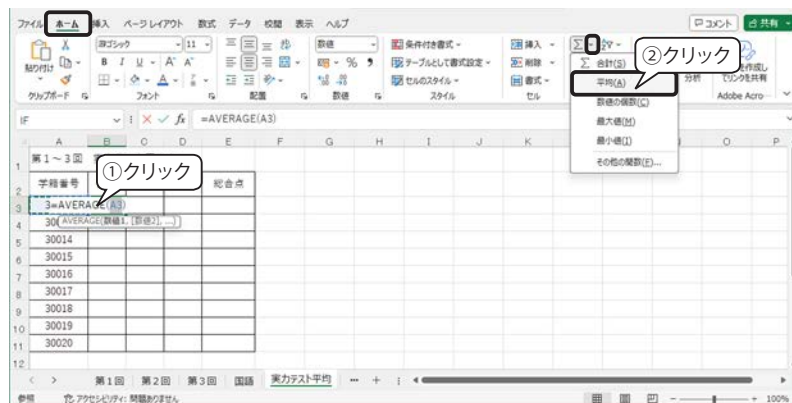 ファイル ホーム 挿入 ページ レイアウト 数式 データ 校閲 表示 ヘルプ
コメント 共有
貼り付け
游ゴシック 11
B I U A A
数値
% 9
条件付き書式
テーブルとして書式設定
セルのスタイル
挿入
削除
書式
Σ
②クリック
Σ 合計(S)
平均(A)
数値の個数(C)
最大値(M)
最小値(I)
その他の関数(E)...
分析
でリンクを共有
クリップボード フォント 配置 数値 スタイル セル Adobe Acro
IF fx =AVERAGE(A3)
A B C D E F G H I J K O P
1 第1~3回
①クリック
2 学籍番号 総合点
3 3=AVERAGE(A3)
4 300 AVERAGE(数値1, [数値2], ...)
5 30014
6 30015
7 30016
8 30017
9 30018
10 30019
11 30020
12
第1回 第2回 第3回 国語 実力テスト平均 ... +
参照 アクセシビリティ: 問題ありません 100%